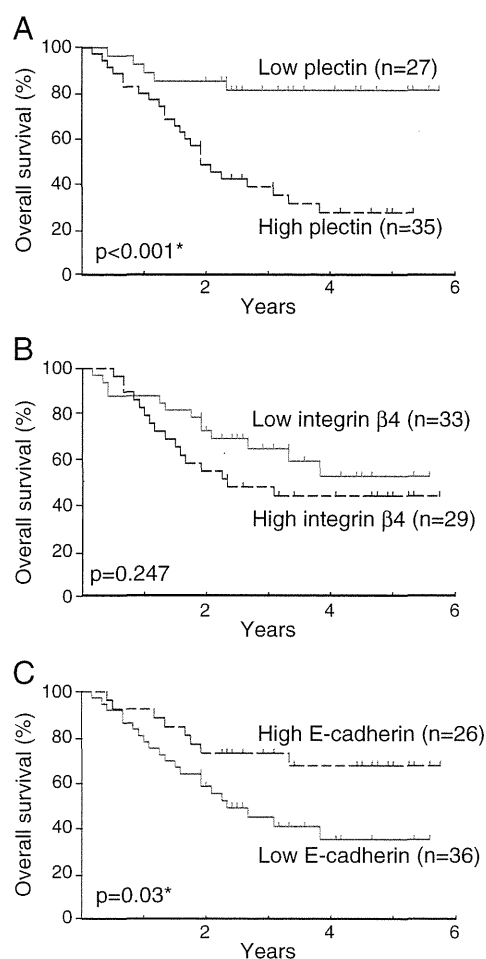 A
100
80
60
40
20
0
Overall survival (%)
Low plectin (n=27)
High plectin (n=35)
p<0.001*
2
4
6
Years
B
100
80
60
40
20
0
Overall survival (%)
Low integrin β4 (n=33)
High integrin β4 (n=29)
p=0.247
2
4
6
Years
C
100
80
60
40
20
0
Overall survival (%)
High E-cadherin (n=26)
Low E-cadherin (n=36)
p=0.03*
2
4
6
Years